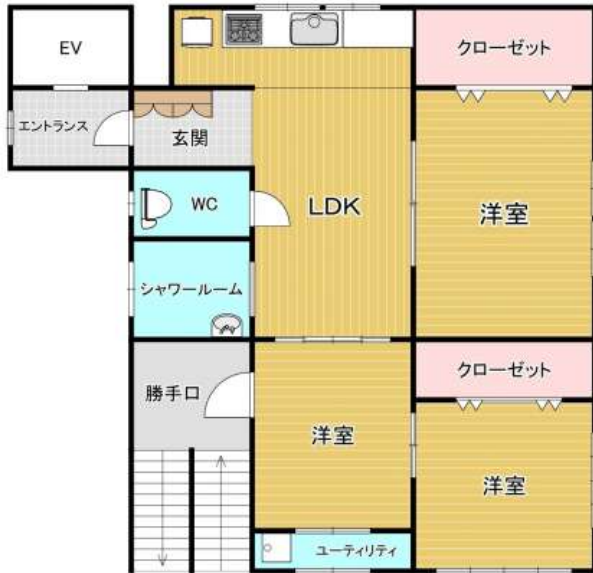 EV
クローゼット
エントランス
玄関
WC
LDK
洋室
シャワールーム
クローゼット
勝手口
洋室
洋室
ユーティリティ